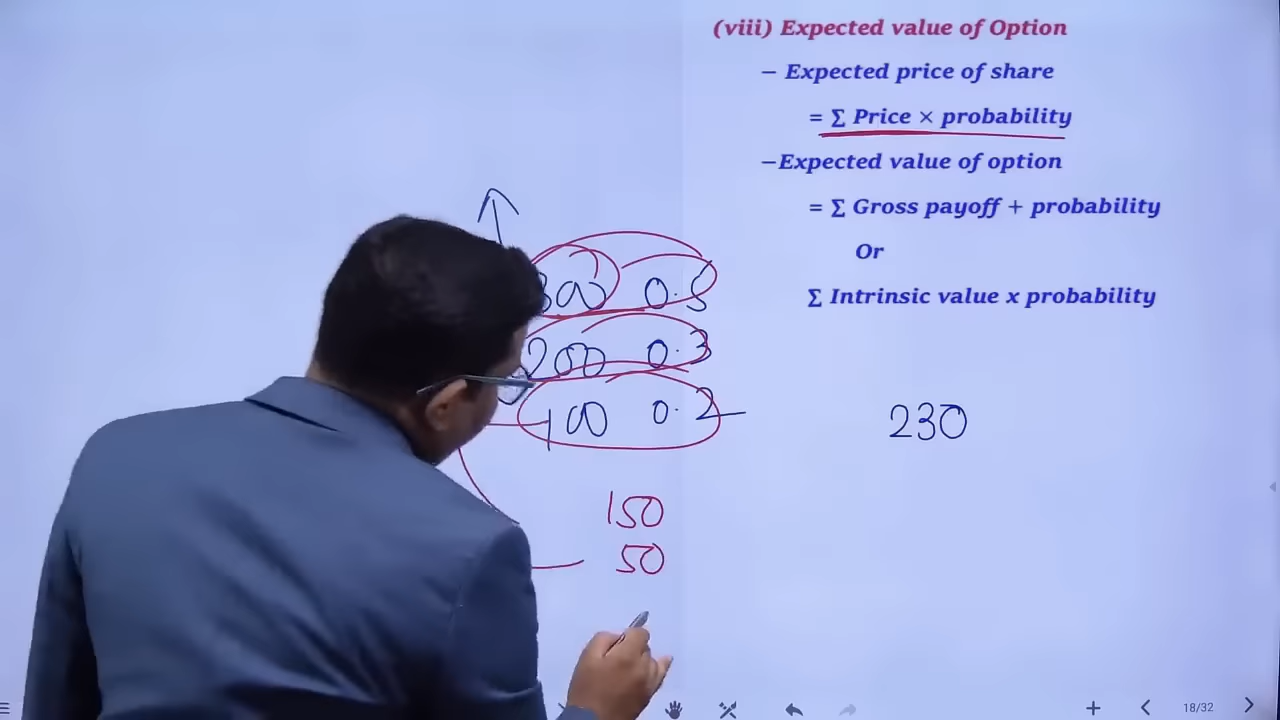 (viii) Expected value of Option
− Expected price of share
= ∑ Price × probability
−Expected value of option
= ∑ Gross payoff + probability
Or
∑ Intrinsic value x probability
300 0.5
200 0.3
100 0.2
230
150
50
18/32